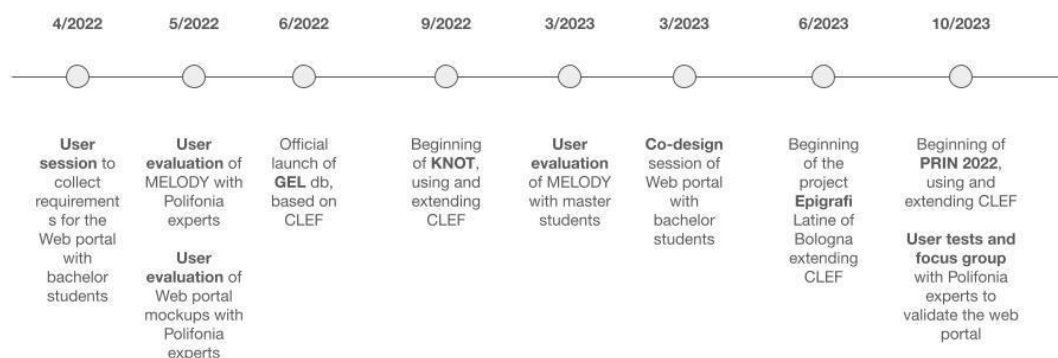 4/2022
5/2022
6/2022
9/2022
3/2023
3/2023
6/2023
10/2023
User
session to
collect
requirement
s for the
Web portal
with
bachelor
students
User
evaluation of
MELODY with
Polifonia
experts
User
evaluation of
Web portal
mockups with
Polifonia
experts
Official
launch of
GEL db,
based on
CLEF
Beginning
of KNOT,
using and
extending
CLEF
User
evaluation
of MELODY
with master
students
Co-design
session of
Web portal
with
bachelor
students
Beginning
of the
project
Epigrafi
Latine of
Bologna
extending
CLEF
Beginning of
PRIN 2022,
using and
extending CLEF
User tests and
focus group
with Polifonia
experts to
validate the web
portal